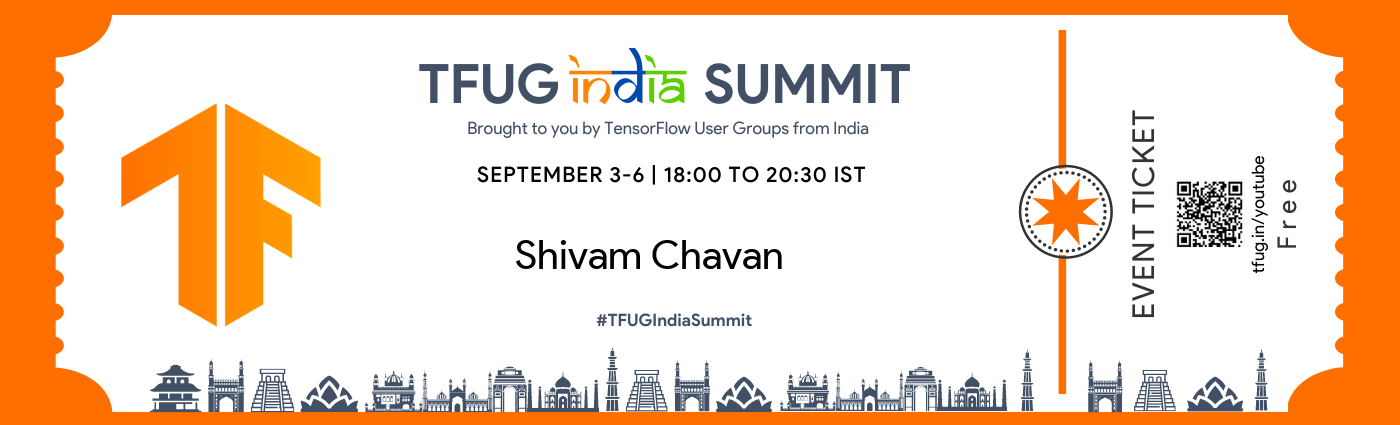 TFUG india SUMMIT
Brought to you by TensorFlow User Groups from India
SEPTEMBER 3-6 | 18:00 TO 20:30 IST
Shivam Chavan
#TFUGIndiaSummit
EVENT TICKET
tfug.in/youtube
Free